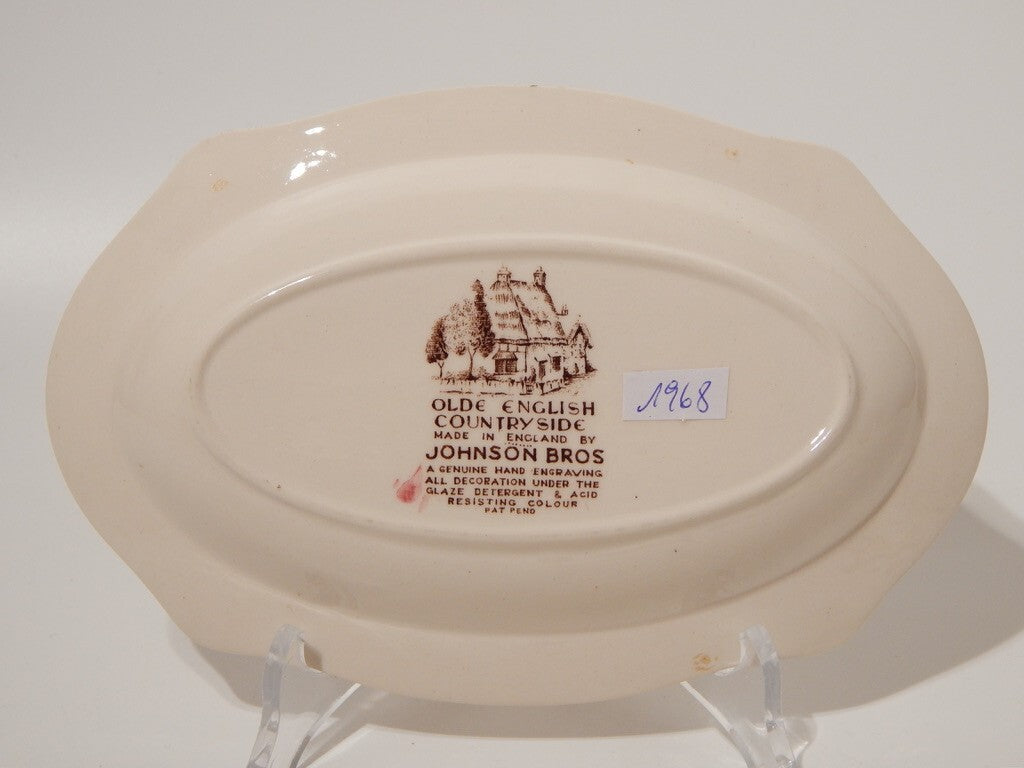 OLDE ENGLISH
COUNTRYSIDE
MADE IN ENGLAND BY
JOHNSON BROS
A GENUINE HAND ENGRAVING
ALL DECORATION UNDER THE
GLAZE DETERGENT & ACID
RESISTING COLOUR
PAT PEND
1968